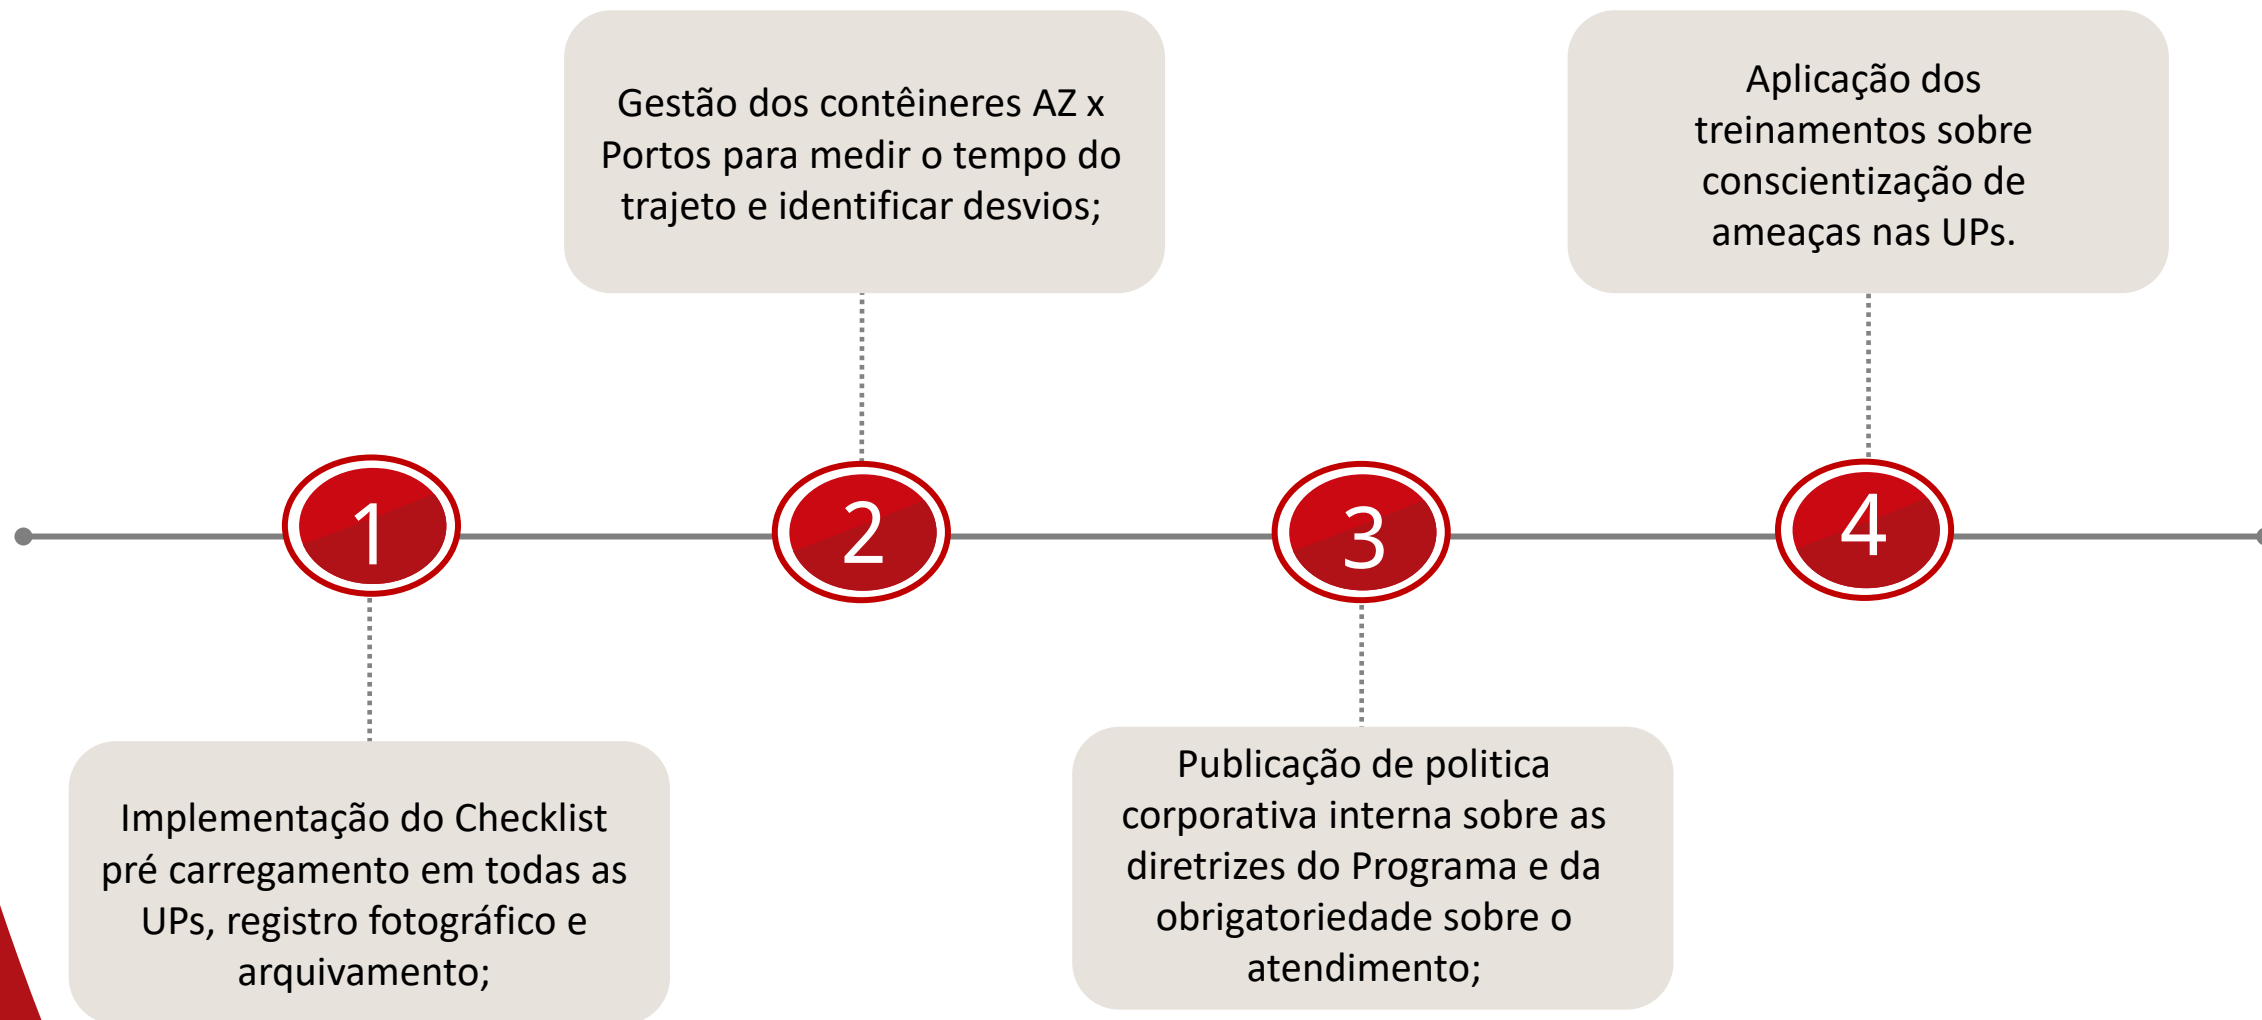 1
Implementação do Checklist
pré carregamento em todas as
UPs, registro fotográfico e
arquivamento;
2
Gestão dos contêineres AZ x
Portos para medir o tempo do
trajeto e identificar desvios;
3
Publicação de politica
corporativa interna sobre as
diretrizes do Programa e da
obrigatoriedade sobre o
atendimento;
4
Aplicação dos
treinamentos sobre
conscientização de
ameaças nas UPs.